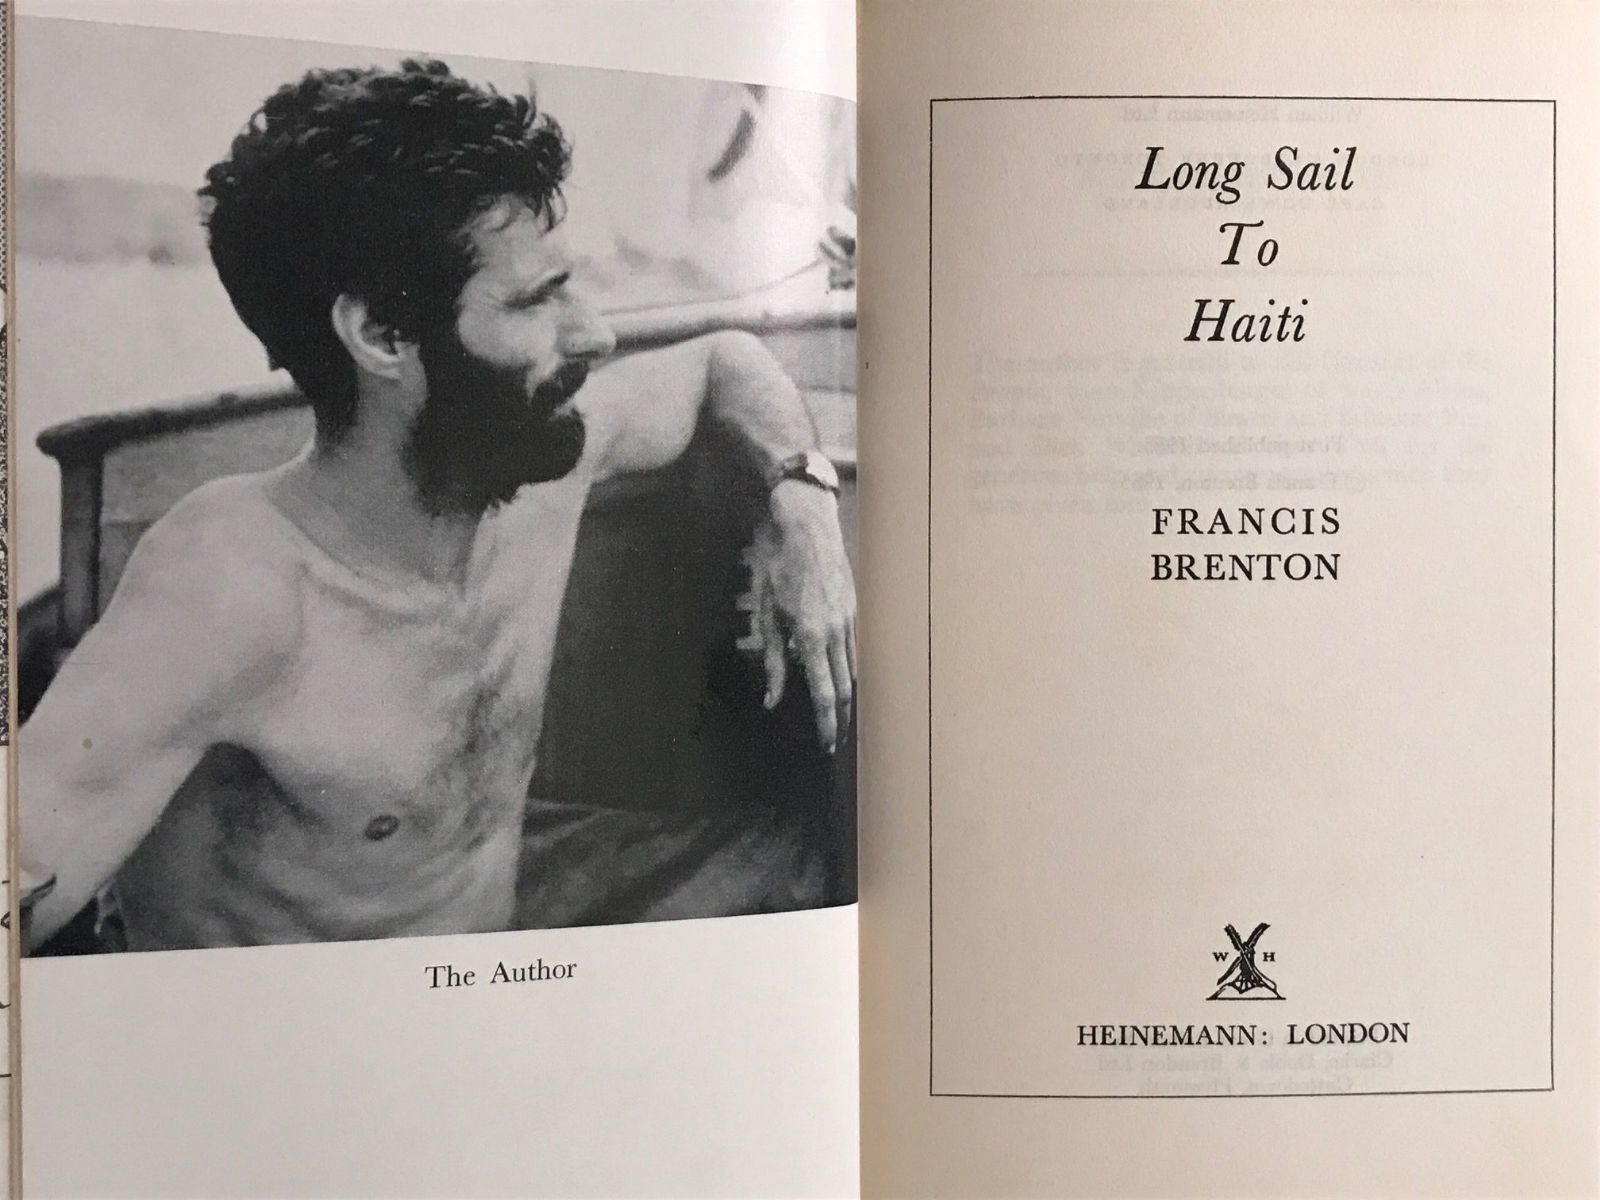 The Author
Long Sail
To
Haiti
FRANCIS
BRENTON
W H
HEINEMANN: LONDON